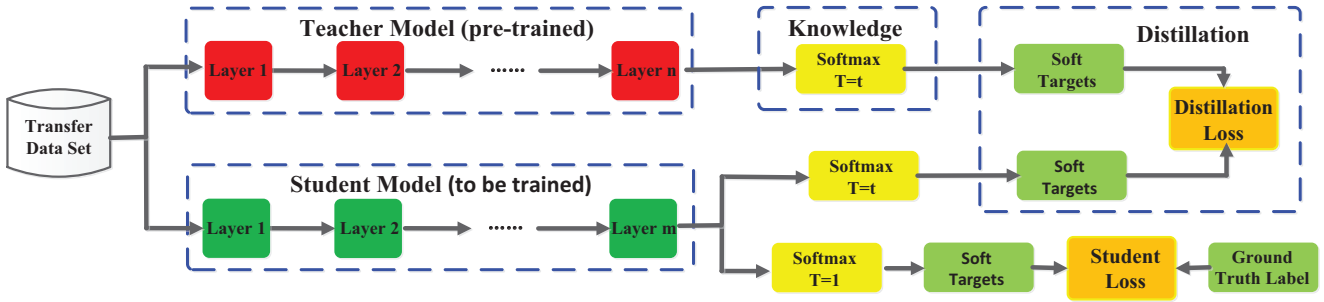 Teacher Model (pre-trained)
Knowledge
Distillation
Layer 1
Layer 2
......
Layer n
Softmax
T=t
Soft
Targets
Distillation
Loss
Transfer
Data Set
Student Model (to be trained)
Layer 1
Layer 2
......
Layer m
Softmax
T=t
Soft
Targets
Softmax
T=1
Soft
Targets
Student
Loss
Ground
Truth Label